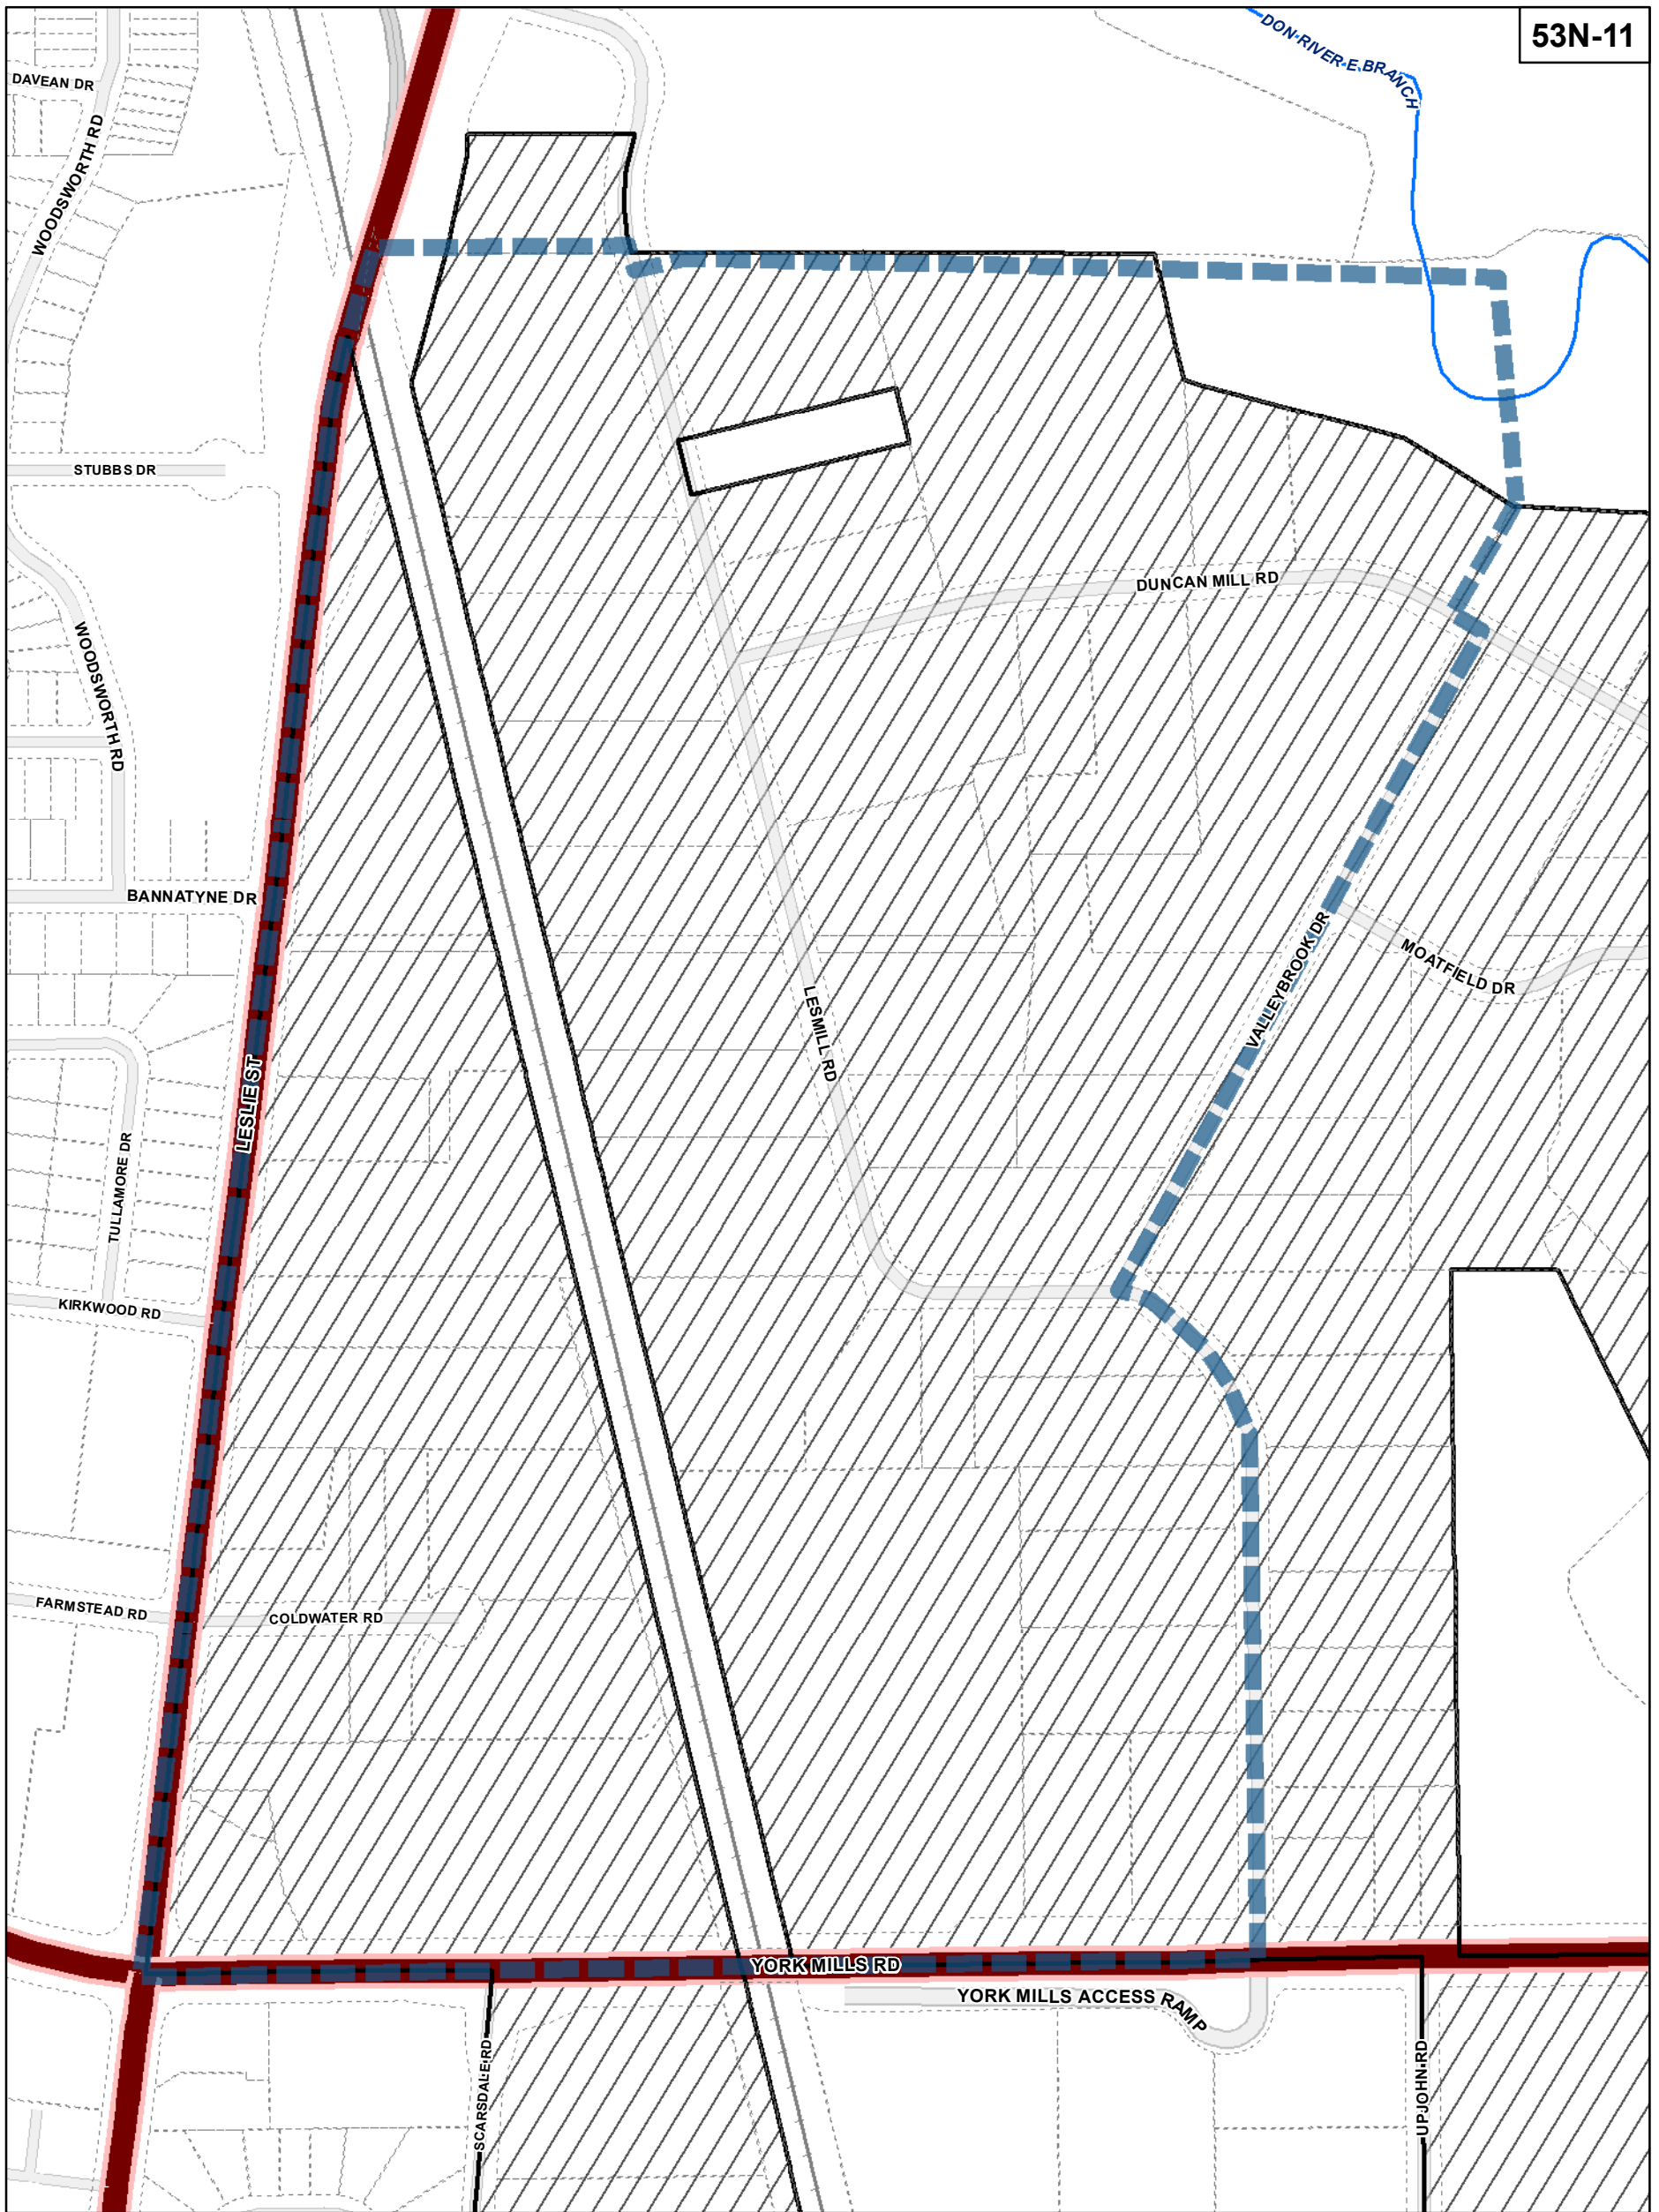 53N-11
DON RIVER E. BRANCH
DAVEAN DR
WOODSWORTH RD
STUBBS DR
DUNCAN MILL RD
WOODSWORTH RD
BANNATYNE DR
VALLEYBROOK DR
MOATFIELD DR
LESMILL RD
LESLIE ST
TULLAMORE DR
KIRKWOOD RD
FARMSTEAD RD
COLDWATER RD
YORK MILLS RD
YORK MILLS ACCESS RAMP
SCARSDALE RD
UPJOHN RD